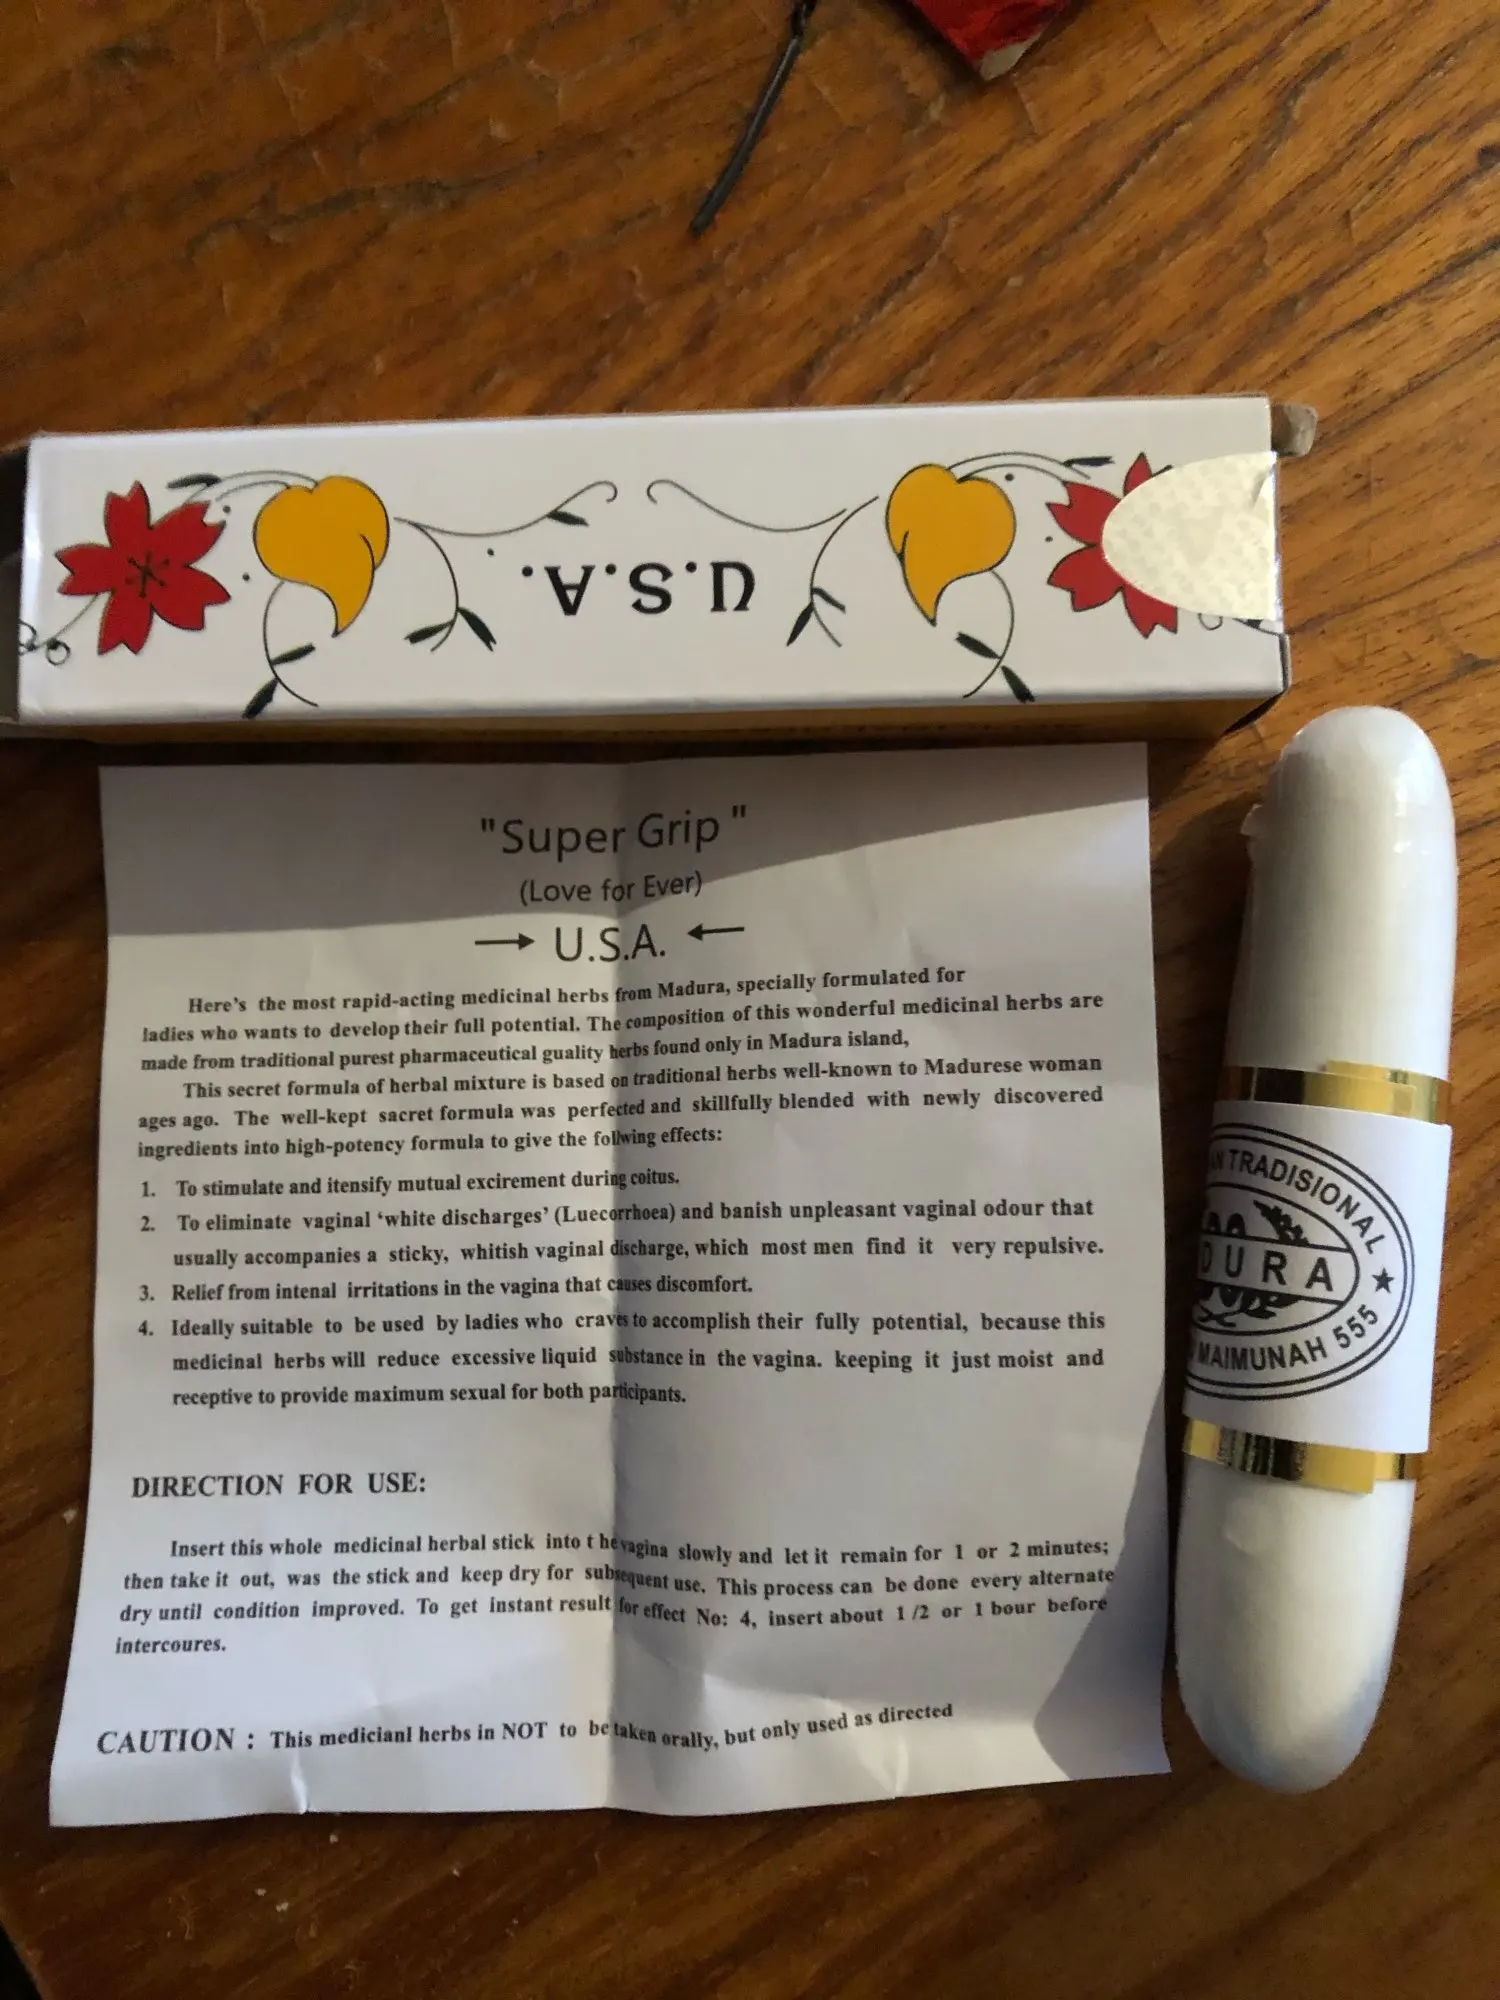 U.S.A.
"Super Grip"
(Love for Ever)
→ U.S.A. ←
Here's the most rapid-acting medicinal herbs from Madura, specially formulated for
ladies who wants to develop their full potential. The composition of this wonderful medicinal herbs are
made from traditional purest pharmaceutical guality herbs found only in Madura island,
This secret formula of herbal mixture is based on traditional herbs well-known to Madurese woman
ages ago. The well-kept sacret formula was perfected and skillfully blended with newly discovered
ingredients into high-potency formula to give the follwing effects:
1. To stimulate and itensify mutual excirement during coitus.
2. To eliminate vaginal 'white discharges' (Luecorrhoea) and banish unpleasant vaginal odour that
usually accompanies a sticky, whitish vaginal discharge, which most men find it very repulsive.
3. Relief from intenal irritations in the vagina that causes discomfort.
4. Ideally suitable to be used by ladies who craves to accomplish their fully potential, because this
medicinal herbs will reduce excessive liquid substance in the vagina. keeping it just moist and
receptive to provide maximum sexual for both participants.
DIRECTION FOR USE:
Insert this whole medicinal herbal stick into t he vagina slowly and let it remain for 1 or 2 minutes;
then take it out, was the stick and keep dry for subsequent use. This process can be done every alternate
dry until condition improved. To get instant result for effect No: 4, insert about 1/2 or 1 bour before
intercoures.
CAUTION : This medicianl herbs in NOT to be taken orally, but only used as directed
AN TRADISIONAL
DURA
MAIMUNAH 555 ★